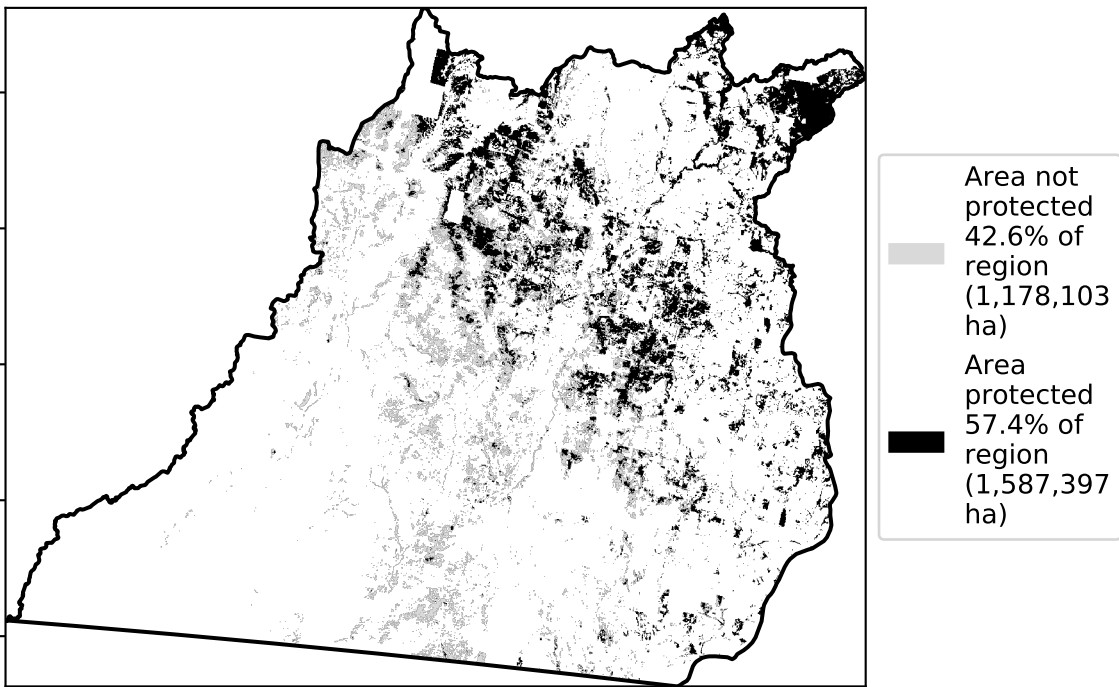 Area not
protected
42.6% of
region
(1,178,103
ha)
Area
protected
57.4% of
region
(1,587,397
ha)